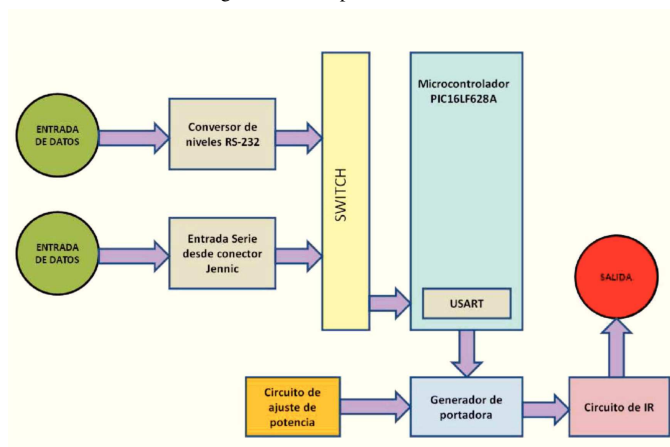 ENTRADA
DE DATOS
Conversor de
niveles RS-232
SWITCH
Microcontrolador
PIC16LF628A
ENTRADA
DE DATOS
Entrada Serie
desde conector
Jennic
USART
SALIDA
Circuito de
ajuste de
potencia
Generador de
portadora
Circuito de IR